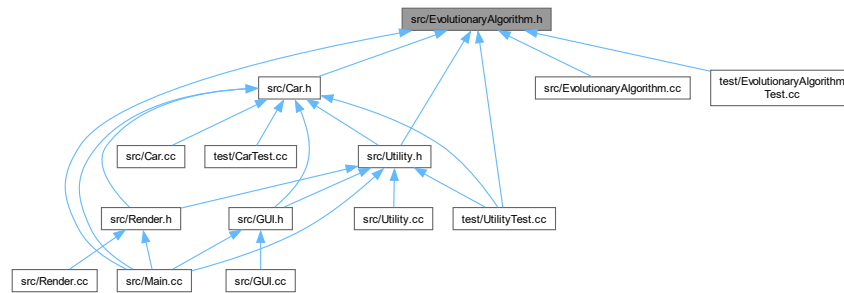 src/EvolutionaryAlgorithm.h
src/Car.h
src/EvolutionaryAlgorithm.cc
test/EvolutionaryAlgorithm
Test.cc
src/Car.cc
test/CarTest.cc
src/Utility.h
src/Render.h
src/GUI.h
src/Utility.cc
test/UtilityTest.cc
src/Render.cc
src/Main.cc
src/GUI.cc